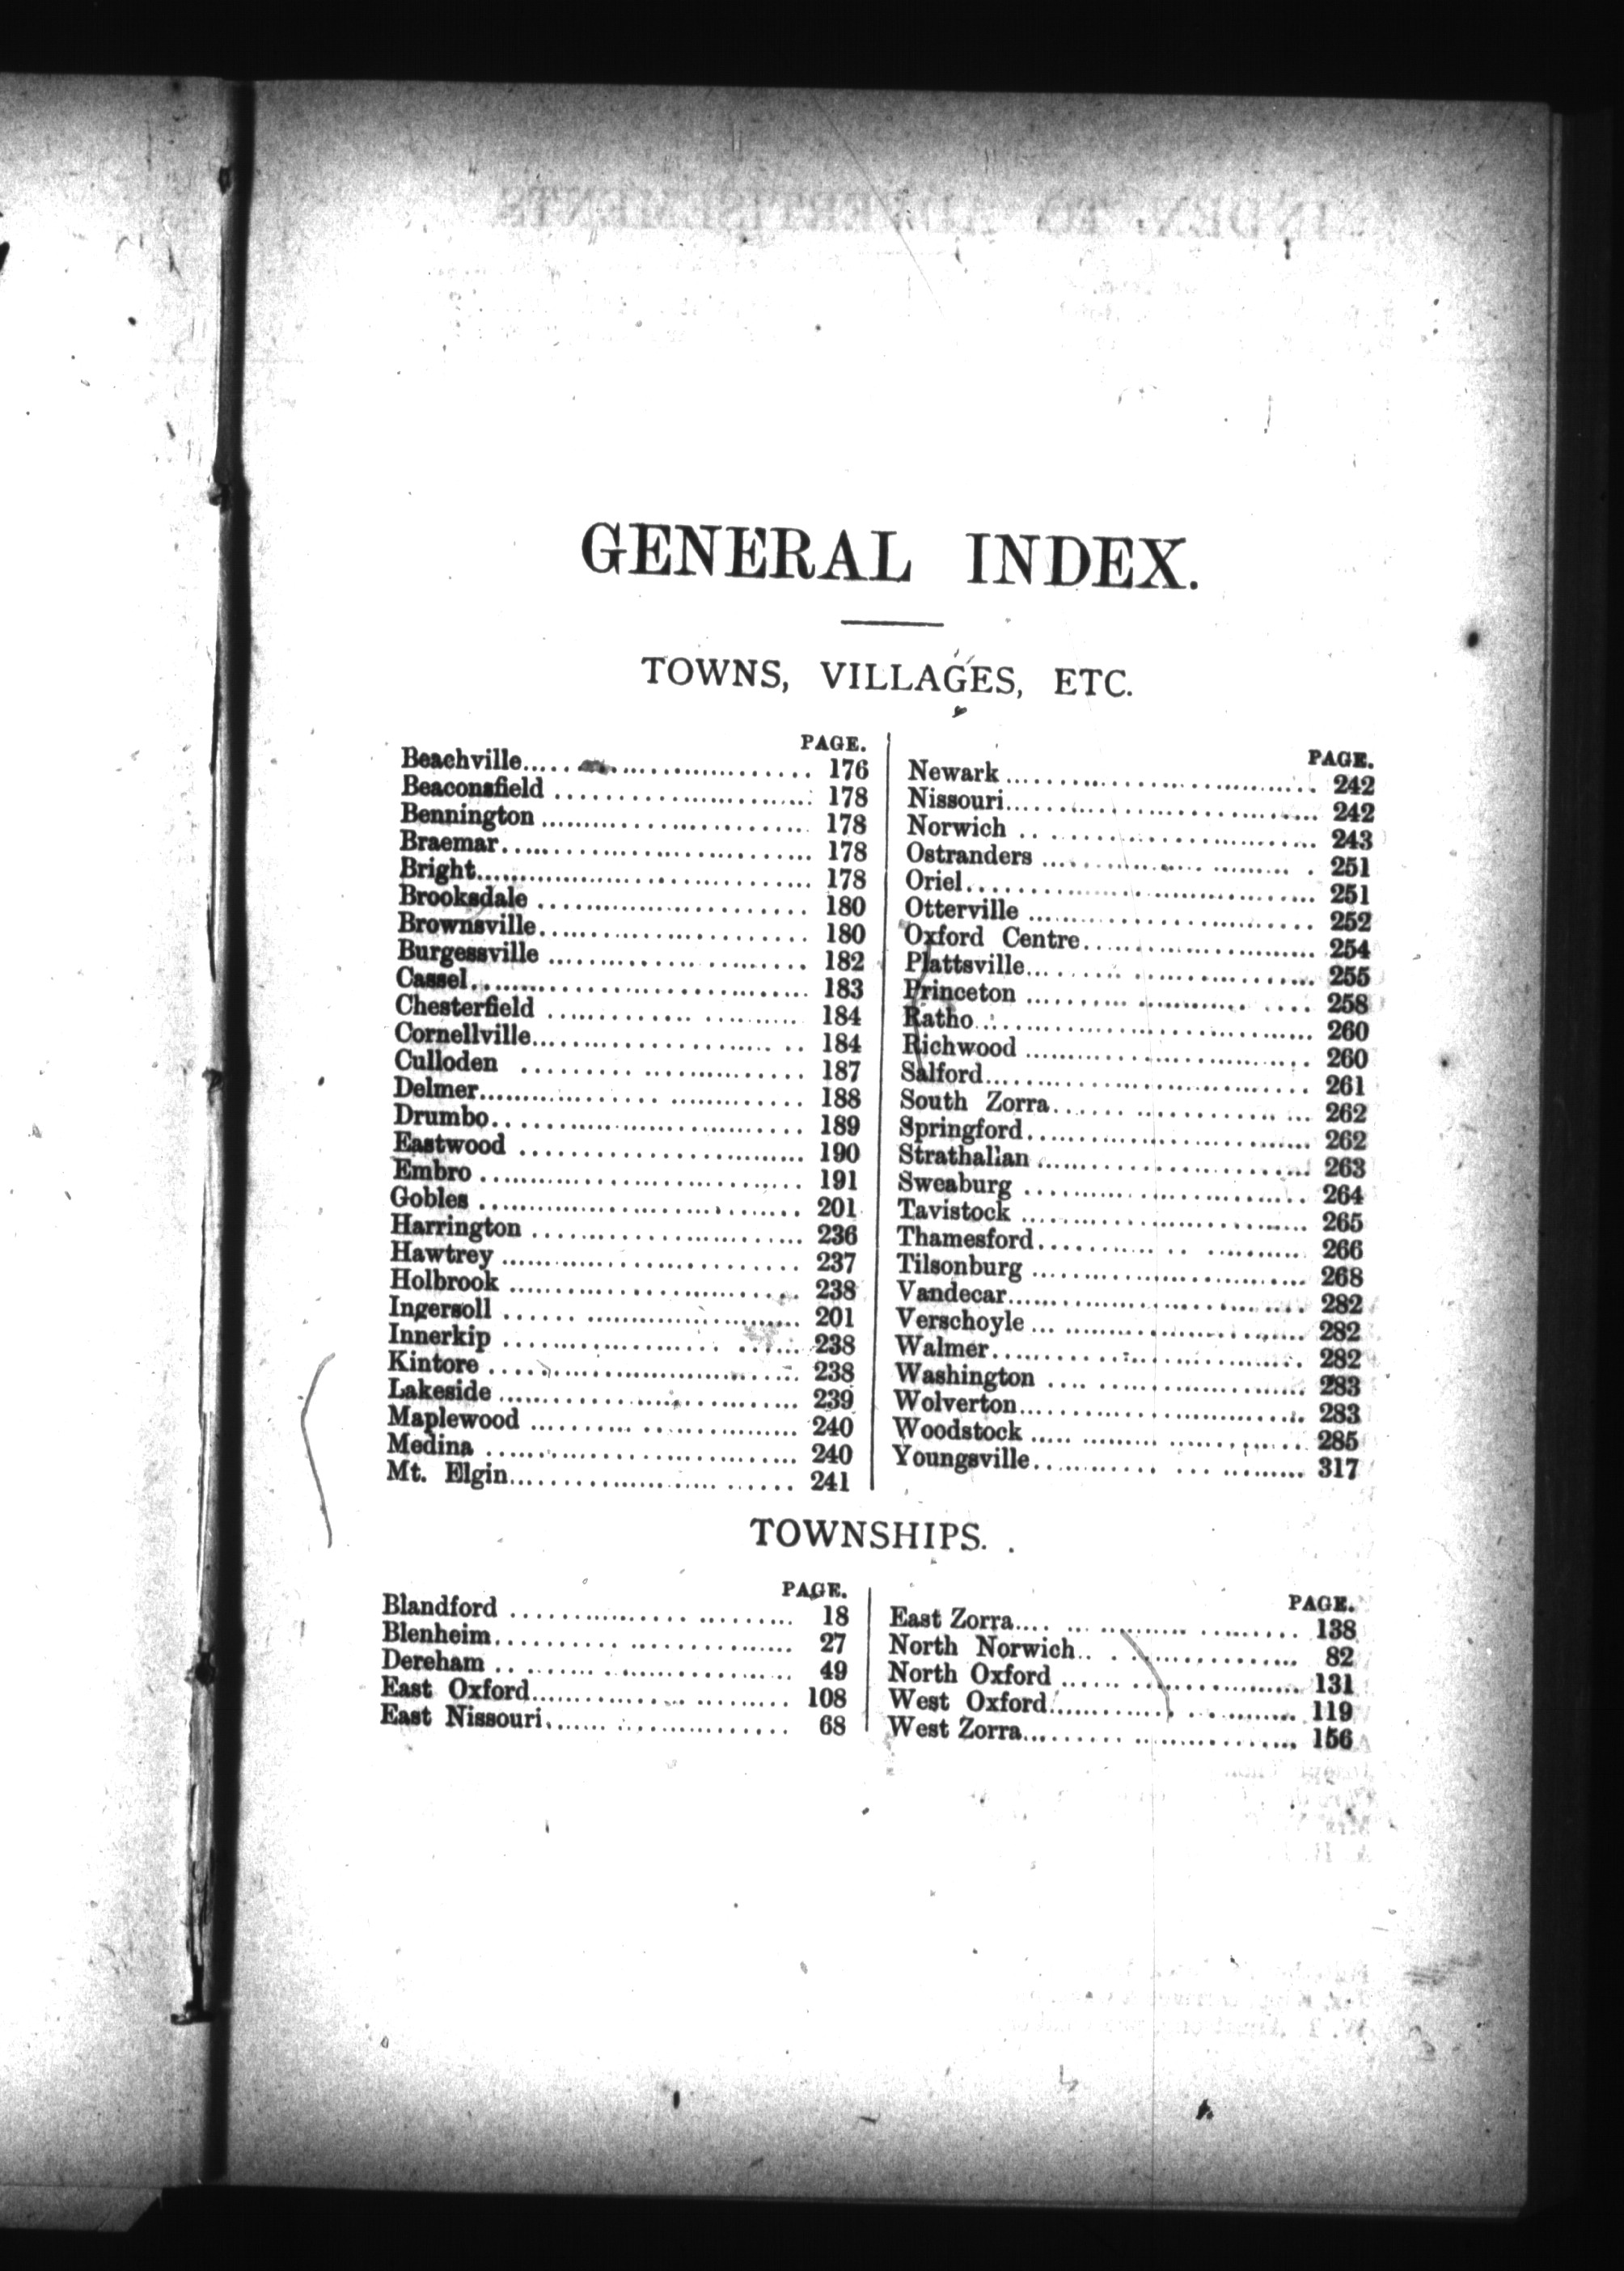 GENERAL INDEX.
TOWNS, VILLAGES, ETC.
PAGE.
Beachville 176
Beaconsfield 178
Bennington 178
Braemar 178
Bright 178
Brooksdale 180
Brownsville 180
Burgessville 182
Cassel 183
Chesterfield 184
Cornellville 184
Culloden 187
Delmer 188
Drumbo 189
Eastwood 190
Embro 191
Gobles 201
Harrington 236
Hawtrey 237
Holbrook 238
Ingersoll 201
Innerkip 238
Kintore 238
Lakeside 239
Maplewood 240
Medina 240
Mt. Elgin 241
PAGE.
Newark 242
Nissouri 242
Norwich 243
Ostranders 251
Oriel 251
Otterville 252
Oxford Centre 254
Plattsville 255
Princeton 258
Ratho 260
Richwood 260
Salford 261
South Zorra 262
Springford 262
Strathallan 263
Sweaburg 264
Tavistock 265
Thamesford 266
Tilsonburg 268
Vandecar 282
Verschoyle 282
Walmer 282
Washington 283
Wolverton 283
Woodstock 285
Youngsville 317
TOWNSHIPS.
PAGE.
Blandford 18
Blenheim 27
Dereham 49
East Oxford 108
East Nissouri 68
PAGE.
East Zorra 138
North Norwich 82
North Oxford 131
West Oxford 119
West Zorra 156